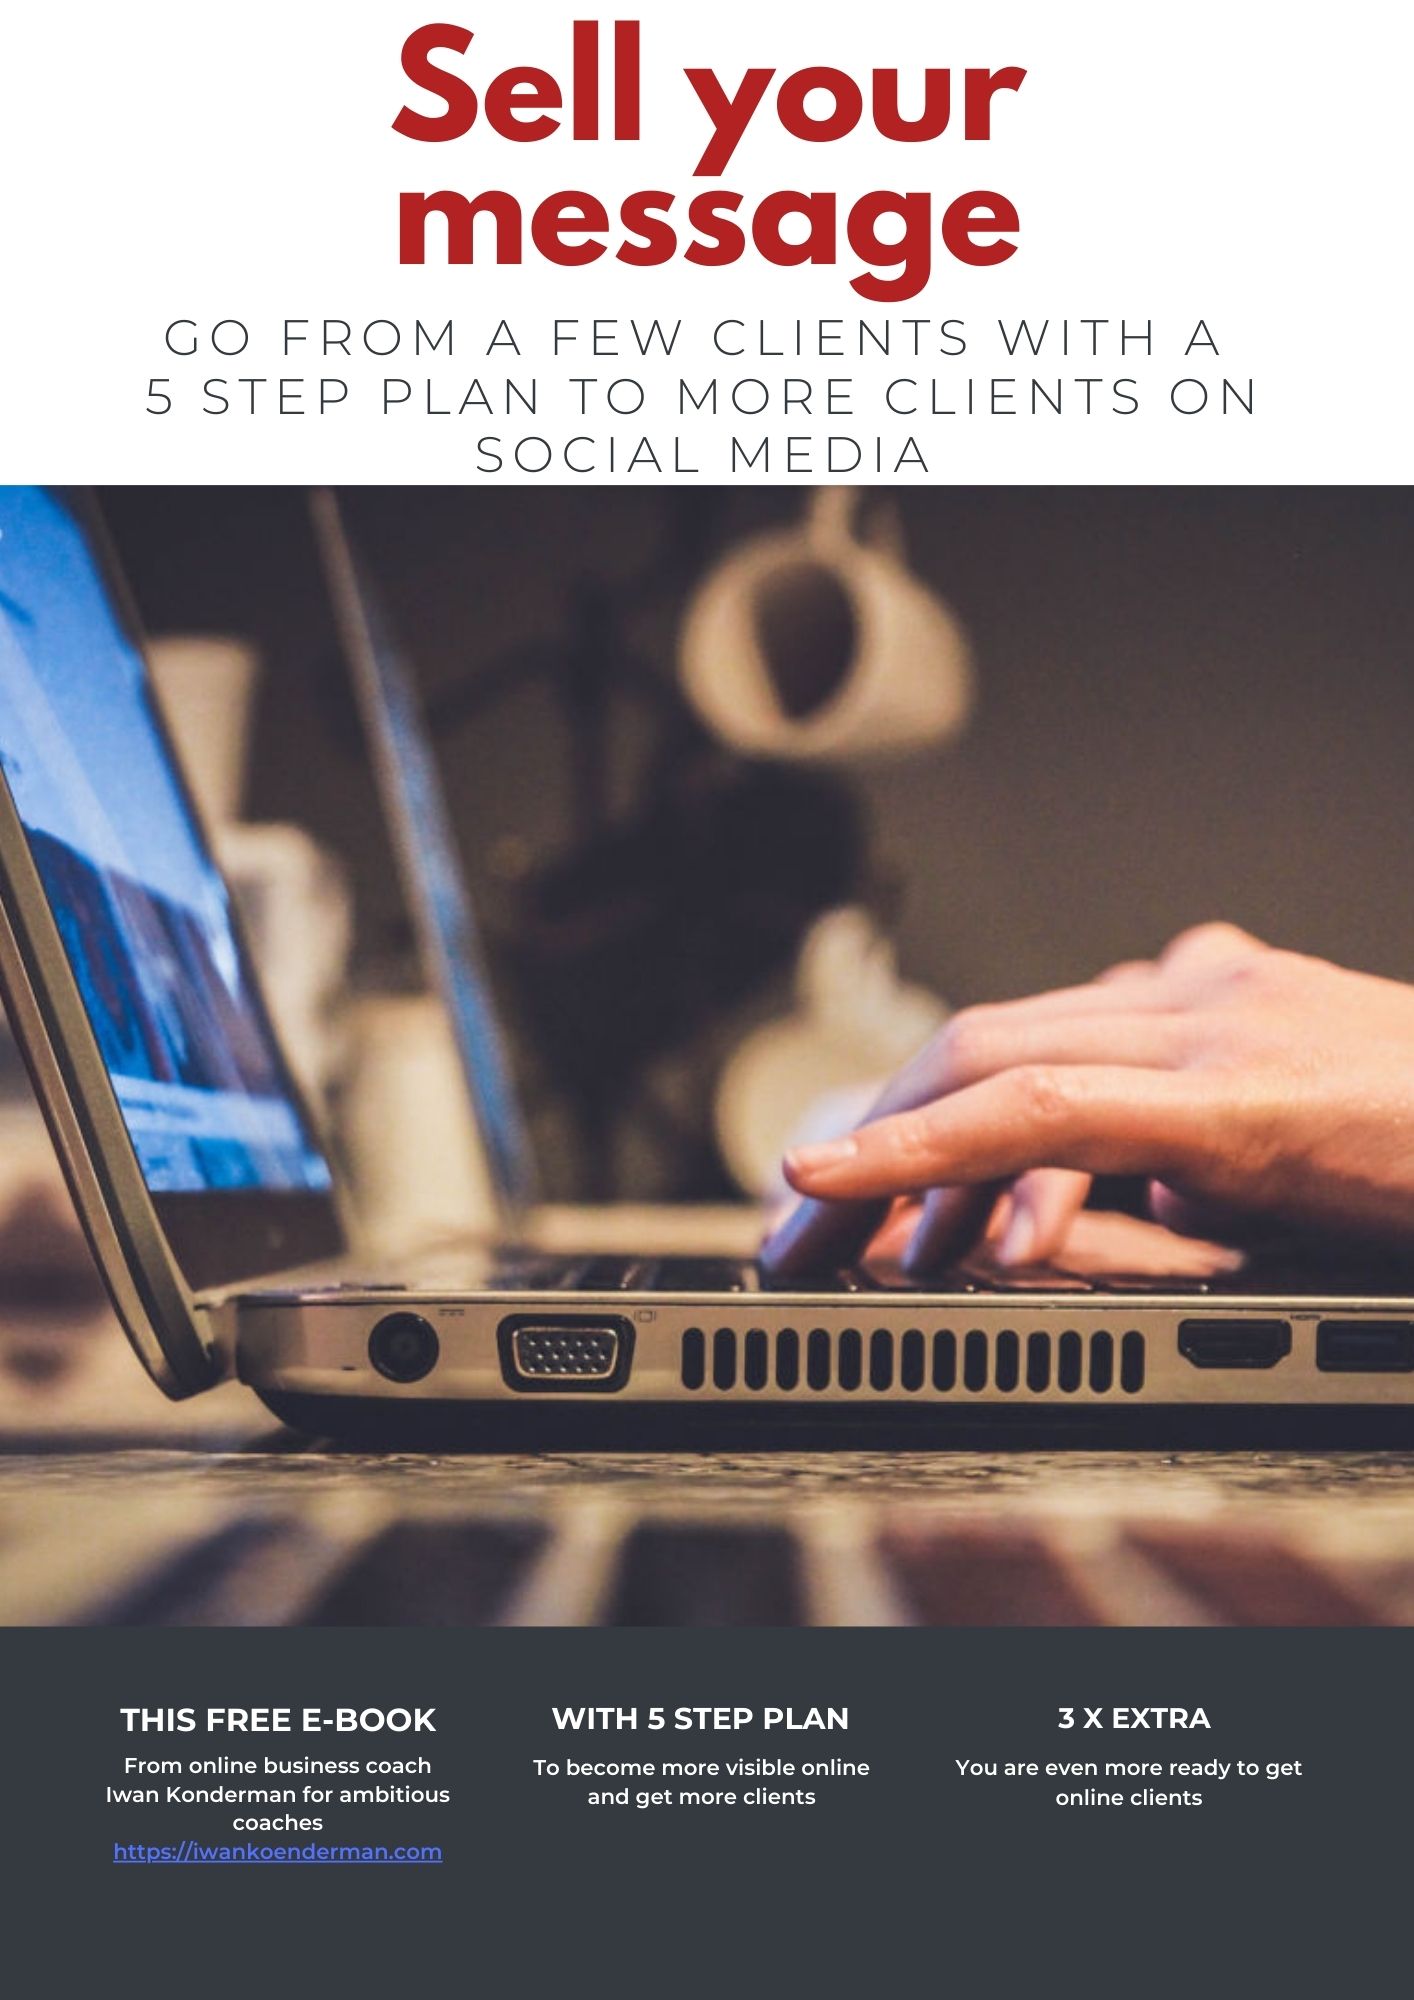 Sell your
message
GO FROM A FEW CLIENTS WITH A
5 STEP PLAN TO MORE CLIENTS ON
SOCIAL MEDIA
THIS FREE E-BOOK
From online business coach
Iwan Konderman for ambitious
coaches
https://iwankoenderman.com
WITH 5 STEP PLAN
To become more visible online
and get more clients
3 X EXTRA
You are even more ready to get
online clients